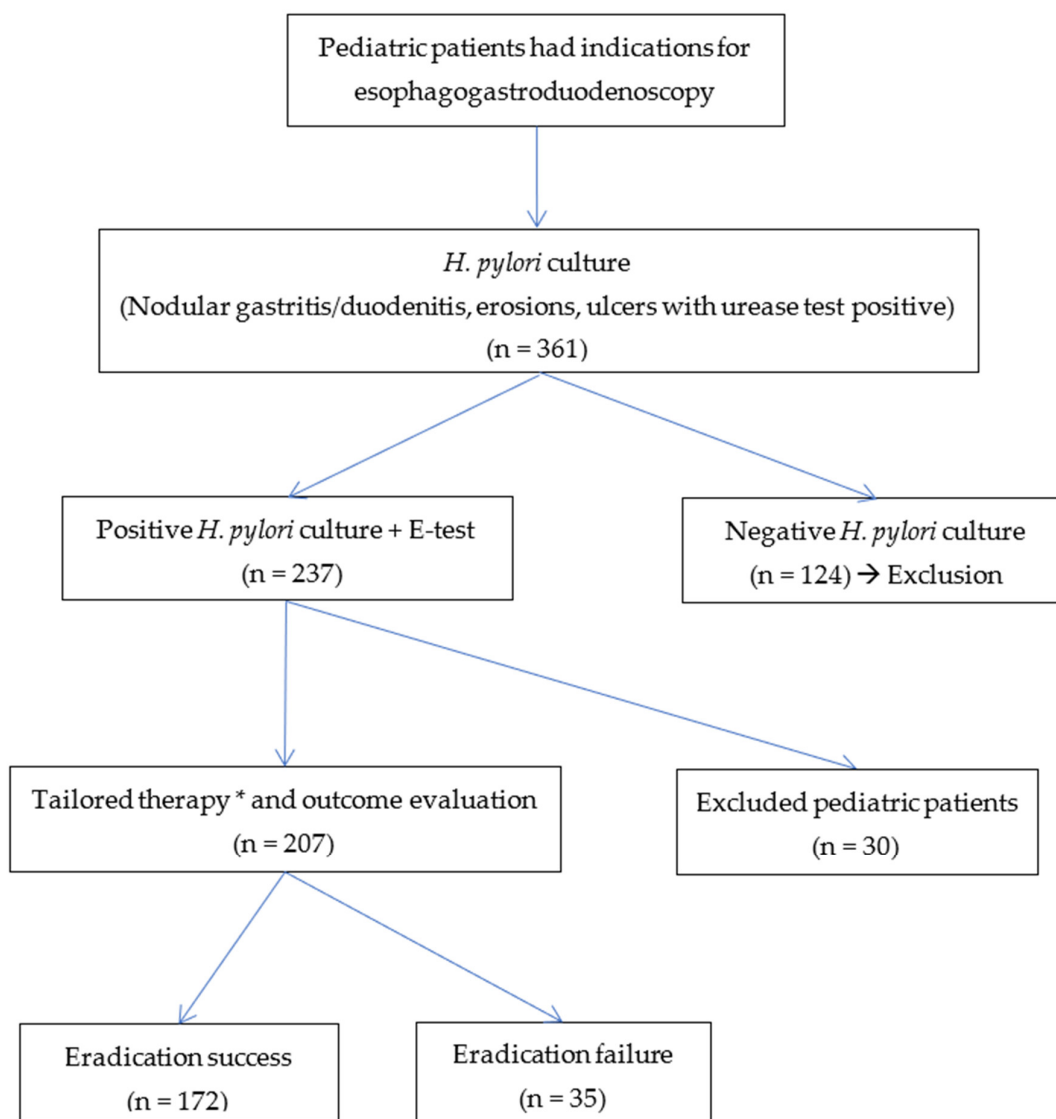 Pediatric patients had indications for
esophagogastroduodenoscopy
H. pylori culture
(Nodular gastritis/duodenitis, erosions, ulcers with urease test positive)
(n = 361)
Positive H. pylori culture + E-test
(n = 237)
Negative H. pylori culture
(n = 124) → Exclusion
Tailored therapy * and outcome evaluation
(n = 207)
Excluded pediatric patients
(n = 30)
Eradication success
(n = 172)
Eradication failure
(n = 35)